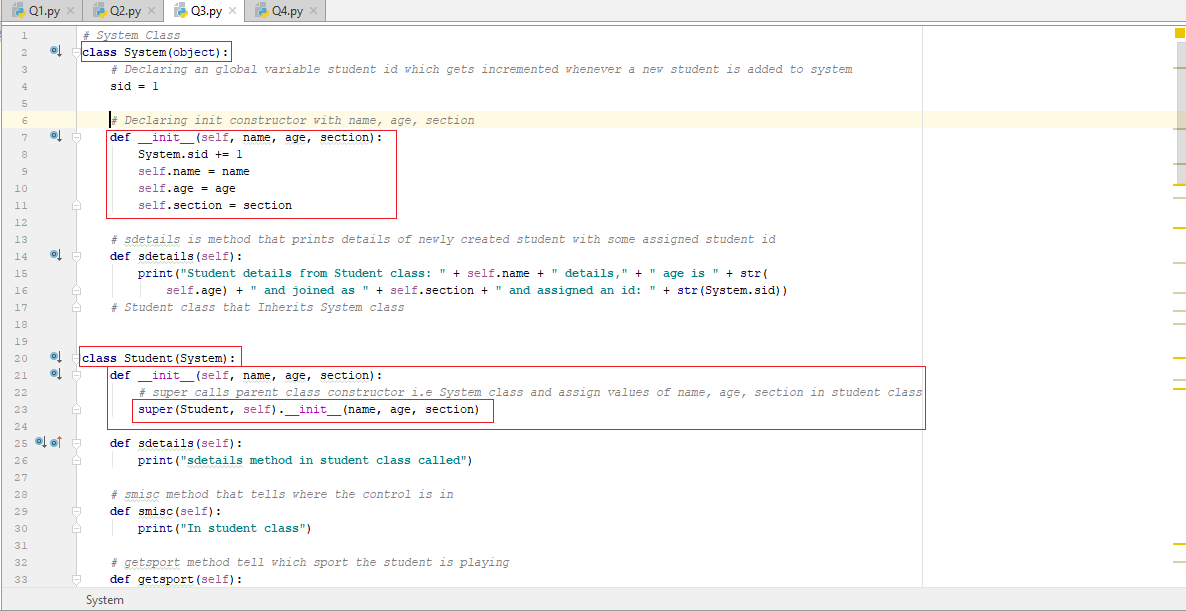 Q1.py × Q2.py × Q3.py × Q4.py ×
1 # System Class
2 class System(object):
3 # Declaring an global variable student id which gets incremented whenever a new student is added to system
4 sid = 1
5
6 # Declaring init constructor with name, age, section
7 def __init__(self, name, age, section):
8 System.sid += 1
9 self.name = name
10 self.age = age
11 self.section = section
12
13 # sdetails is method that prints details of newly created student with some assigned student id
14 def sdetails(self):
15 print("Student details from Student class: " + self.name + " details," + " age is " + str(
16 self.age) + " and joined as " + self.section + " and assigned an id: " + str(System.sid))
17 # Student class that Inherits System class
18
19
20 class Student(System):
21 def __init__(self, name, age, section):
22 # super calls parent class constructor i.e System class and assign values of name, age, section in student class
23 super(Student, self).__init__(name, age, section)
24
25 def sdetails(self):
26 print("sdetails method in student class called")
27
28 # smisc method that tells where the control is in
29 def smisc(self):
30 print("In student class")
31
32 # getsport method tell which sport the student is playing
33 def getsport(self):
System